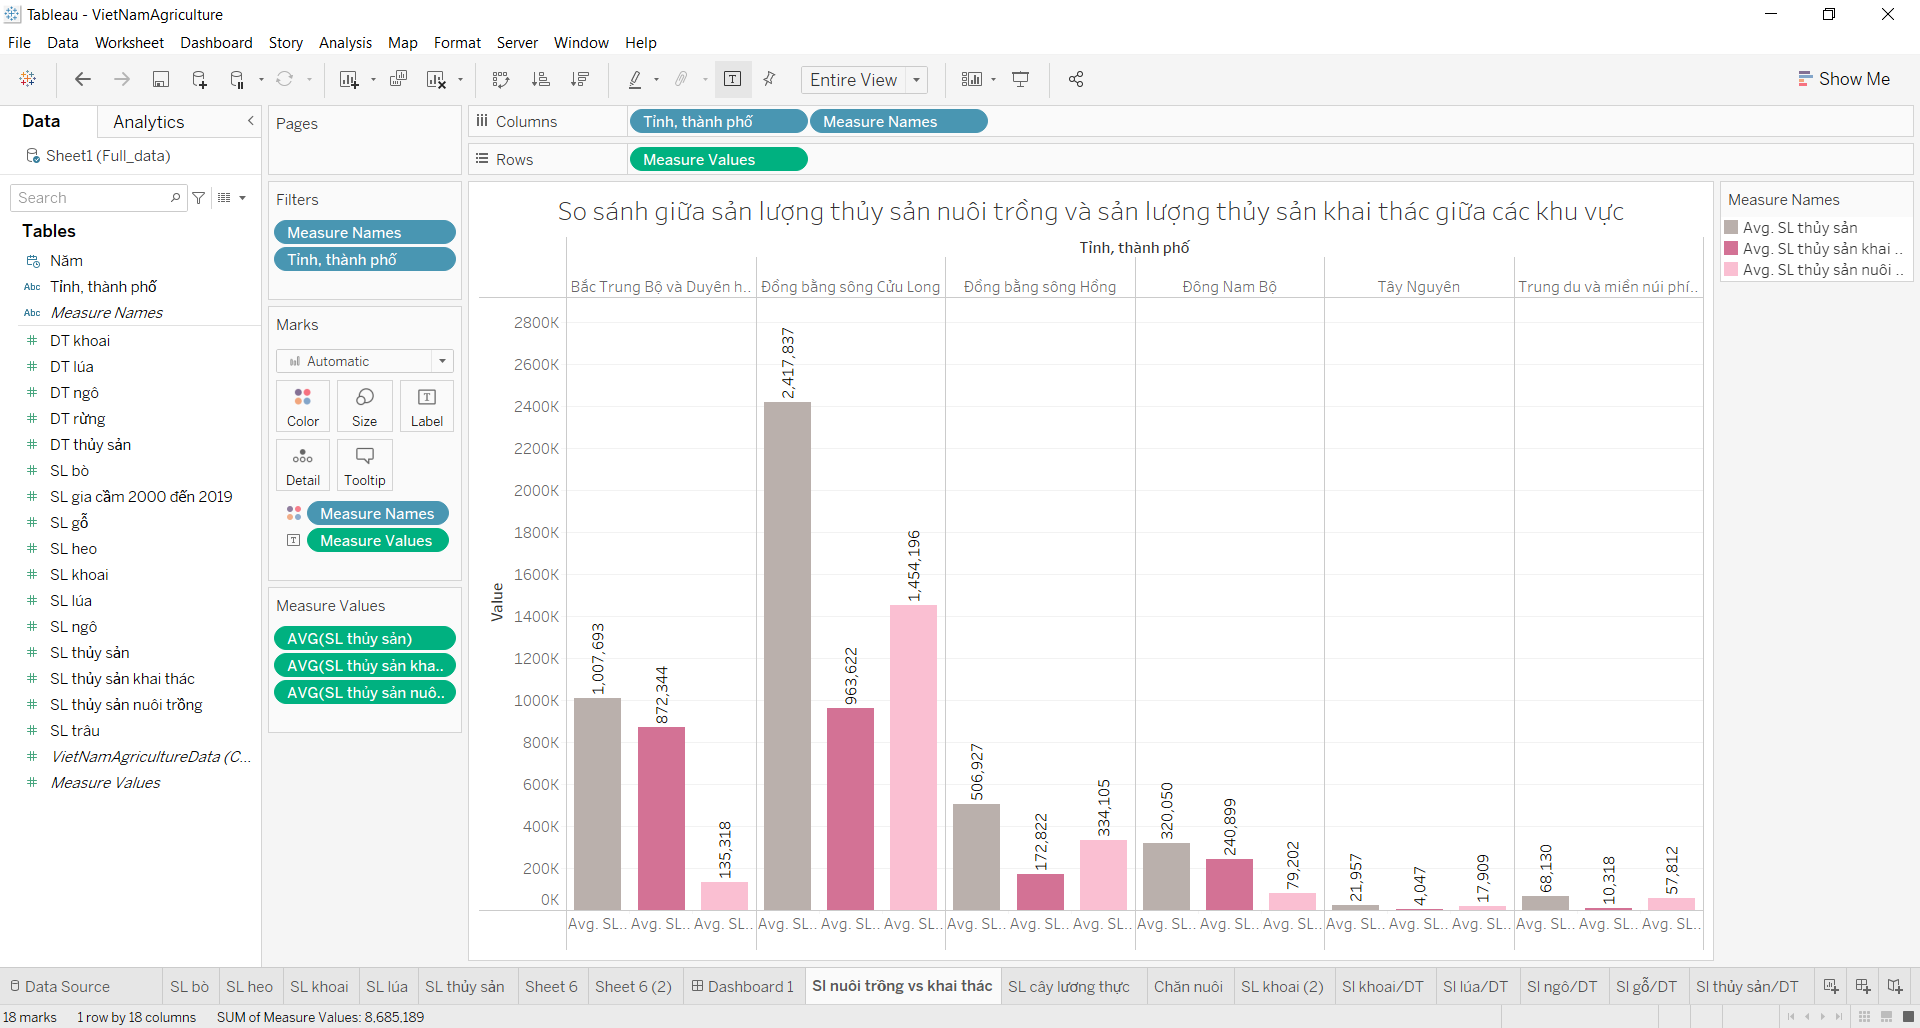 Tableau - VietNamAgriculture
File Data Worksheet Dashboard Story Analysis Map Format Server Window Help
Entire View
Show Me
Data Analytics
Sheet1 (Full_data)
Search
Tables
Năm
Abc Tỉnh, thành phố
Abc Measure Names
DT khoai
DT lúa
DT ngô
DT rừng
DT thủy sản
SL bò
SL gia cầm 2000 đến 2019
SL gỗ
SL heo
SL khoai
SL lúa
SL ngô
SL thủy sản
SL thủy sản khai thác
SL thủy sản nuôi trồng
SL trâu
VietNamAgricultureData (C...
Measure Values
Pages
Filters
Measure Names
Tỉnh, thành phố
Marks
Automatic
Color Size Label
Detail Tooltip
Measure Names
Measure Values
Measure Values
AVG(SL thủy sản)
AVG(SL thủy sản kha..
AVG(SL thủy sản nuô..
Columns Tỉnh, thành phố Measure Names
Rows Measure Values
So sánh giữa sản lượng thủy sản nuôi trồng và sản lượng thủy sản khai thác giữa các khu vực
Tỉnh, thành phố
Bắc Trung Bộ và Duyên h.. Đồng bằng sông Cửu Long Đồng bằng sông Hồng Đông Nam Bộ Tây Nguyên Trung du và miền núi phí..
2800K
2600K
2400K
2200K
2000K
1800K
1600K
1400K
1200K
1000K
800K
600K
400K
200K
0K
Value
1,007,693 872,344 135,318
2,417,837 963,622 1,454,196
506,927 172,822 334,105
320,050 240,899 79,202
21,957 4,047 17,909
68,130 10,318 57,812
Avg. SL.. Avg. SL.. Avg. SL.. Avg. SL.. Avg. SL.. Avg. SL.. Avg. SL.. Avg. SL.. Avg. SL.. Avg. SL.. Avg. SL.. Avg. SL.. Avg. SL.. Avg. SL.. Avg. SL.. Avg. SL.. Avg. SL.. Avg. SL..
Measure Names
Avg. SL thủy sản
Avg. SL thủy sản khai ..
Avg. SL thủy sản nuôi ..
Data Source SL bò SL heo SL khoai SL lúa SL thủy sản Sheet 6 Sheet 6 (2) Dashboard 1 Sl nuôi trồng vs khai thác SL cây lương thực Chăn nuôi SL khoai (2) Sl khoai/DT Sl lúa/DT Sl ngô/DT Sl gỗ/DT Sl thủy sản/DT
18 marks 1 row by 18 columns SUM of Measure Values: 8,685,189